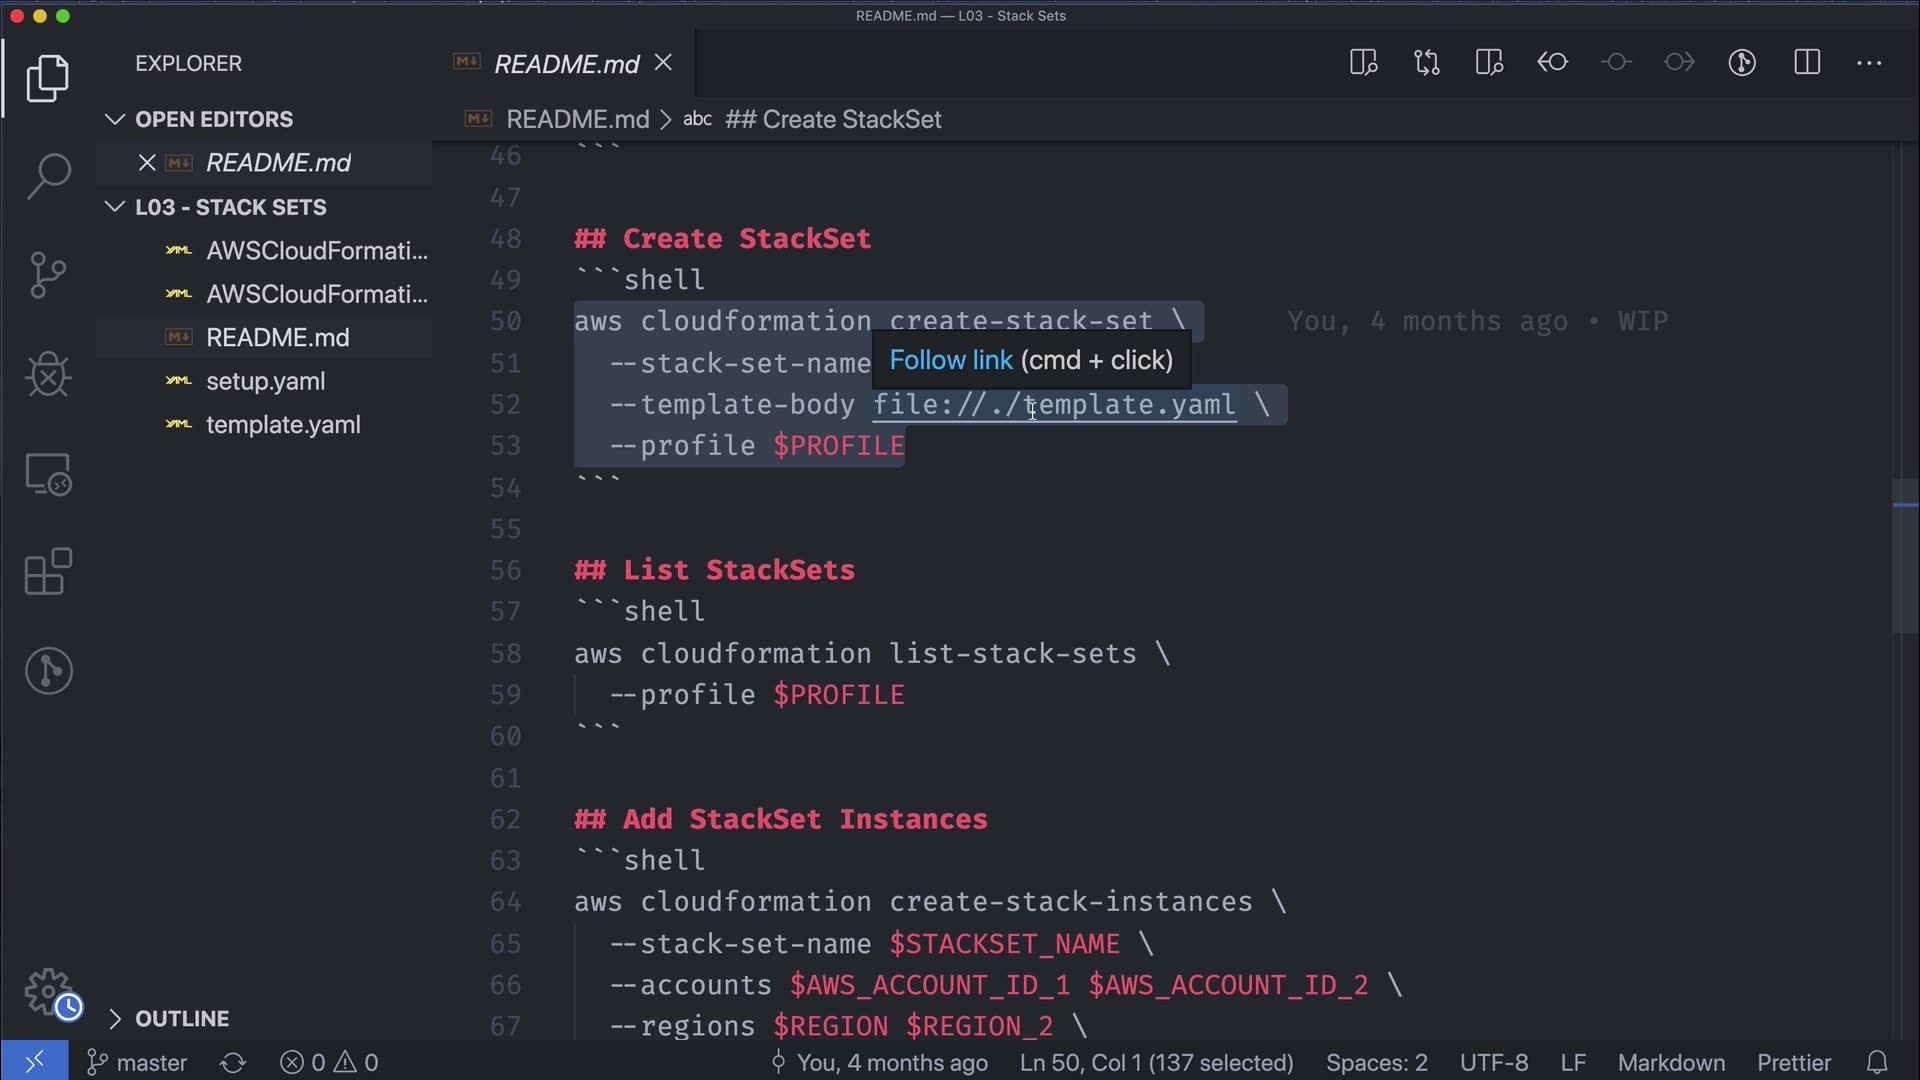 README.md — L03 - Stack Sets
EXPLORER
README.md
OPEN EDITORS
README.md
L03 - STACK SETS
AWSCloudFormati...
AWSCloudFormati...
README.md
setup.yaml
template.yaml
OUTLINE
README.md > abc ## Create StackSet
46 ```
47
48 ## Create StackSet
49 ```shell
50 aws cloudformation create-stack-set \ You, 4 months ago • WIP
51 --stack-set-name
Follow link (cmd + click)
52 --template-body file://./template.yaml \
53 --profile $PROFILE
54 ```
55
56 ## List StackSets
57 ```shell
58 aws cloudformation list-stack-sets \
59 --profile $PROFILE
60 ```
61
62 ## Add StackSet Instances
63 ```shell
64 aws cloudformation create-stack-instances \
65 --stack-set-name $STACKSET_NAME \
66 --accounts $AWS_ACCOUNT_ID_1 $AWS_ACCOUNT_ID_2 \
67 --regions $REGION $REGION_2 \
master 0 0 You, 4 months ago Ln 50, Col 1 (137 selected) Spaces: 2 UTF-8 LF Markdown Prettier